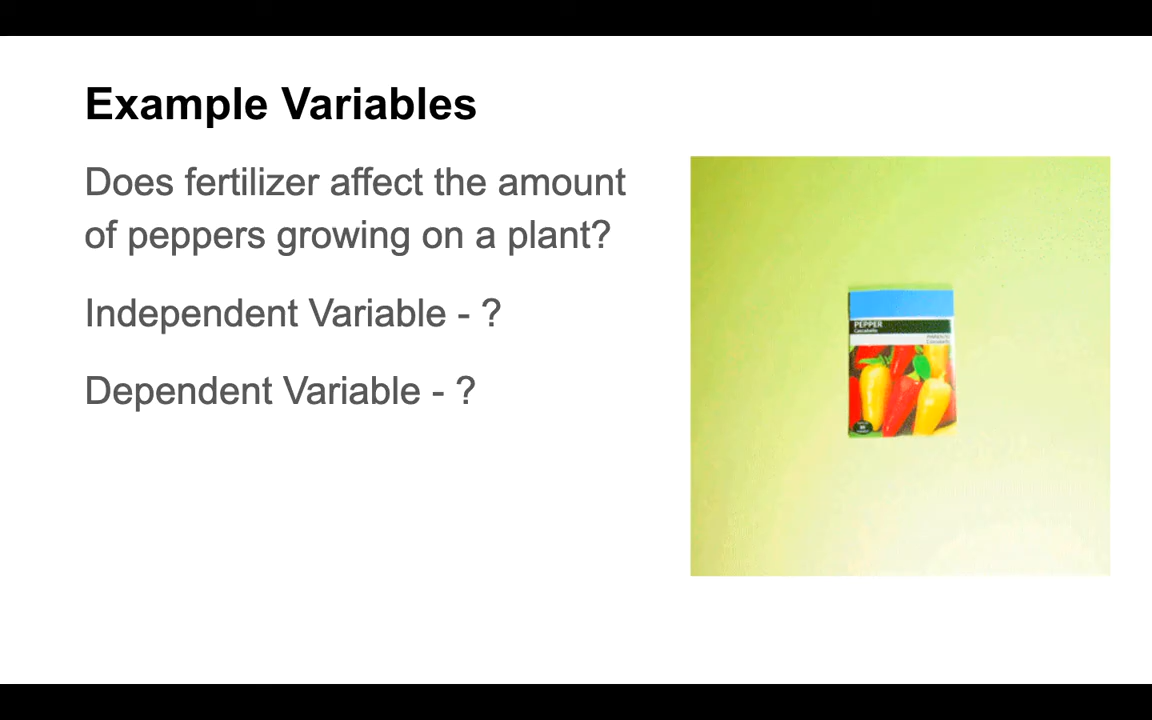 Example Variables
Does fertilizer affect the amount
of peppers growing on a plant?
Independent Variable - ?
Dependent Variable - ?
PEPPER